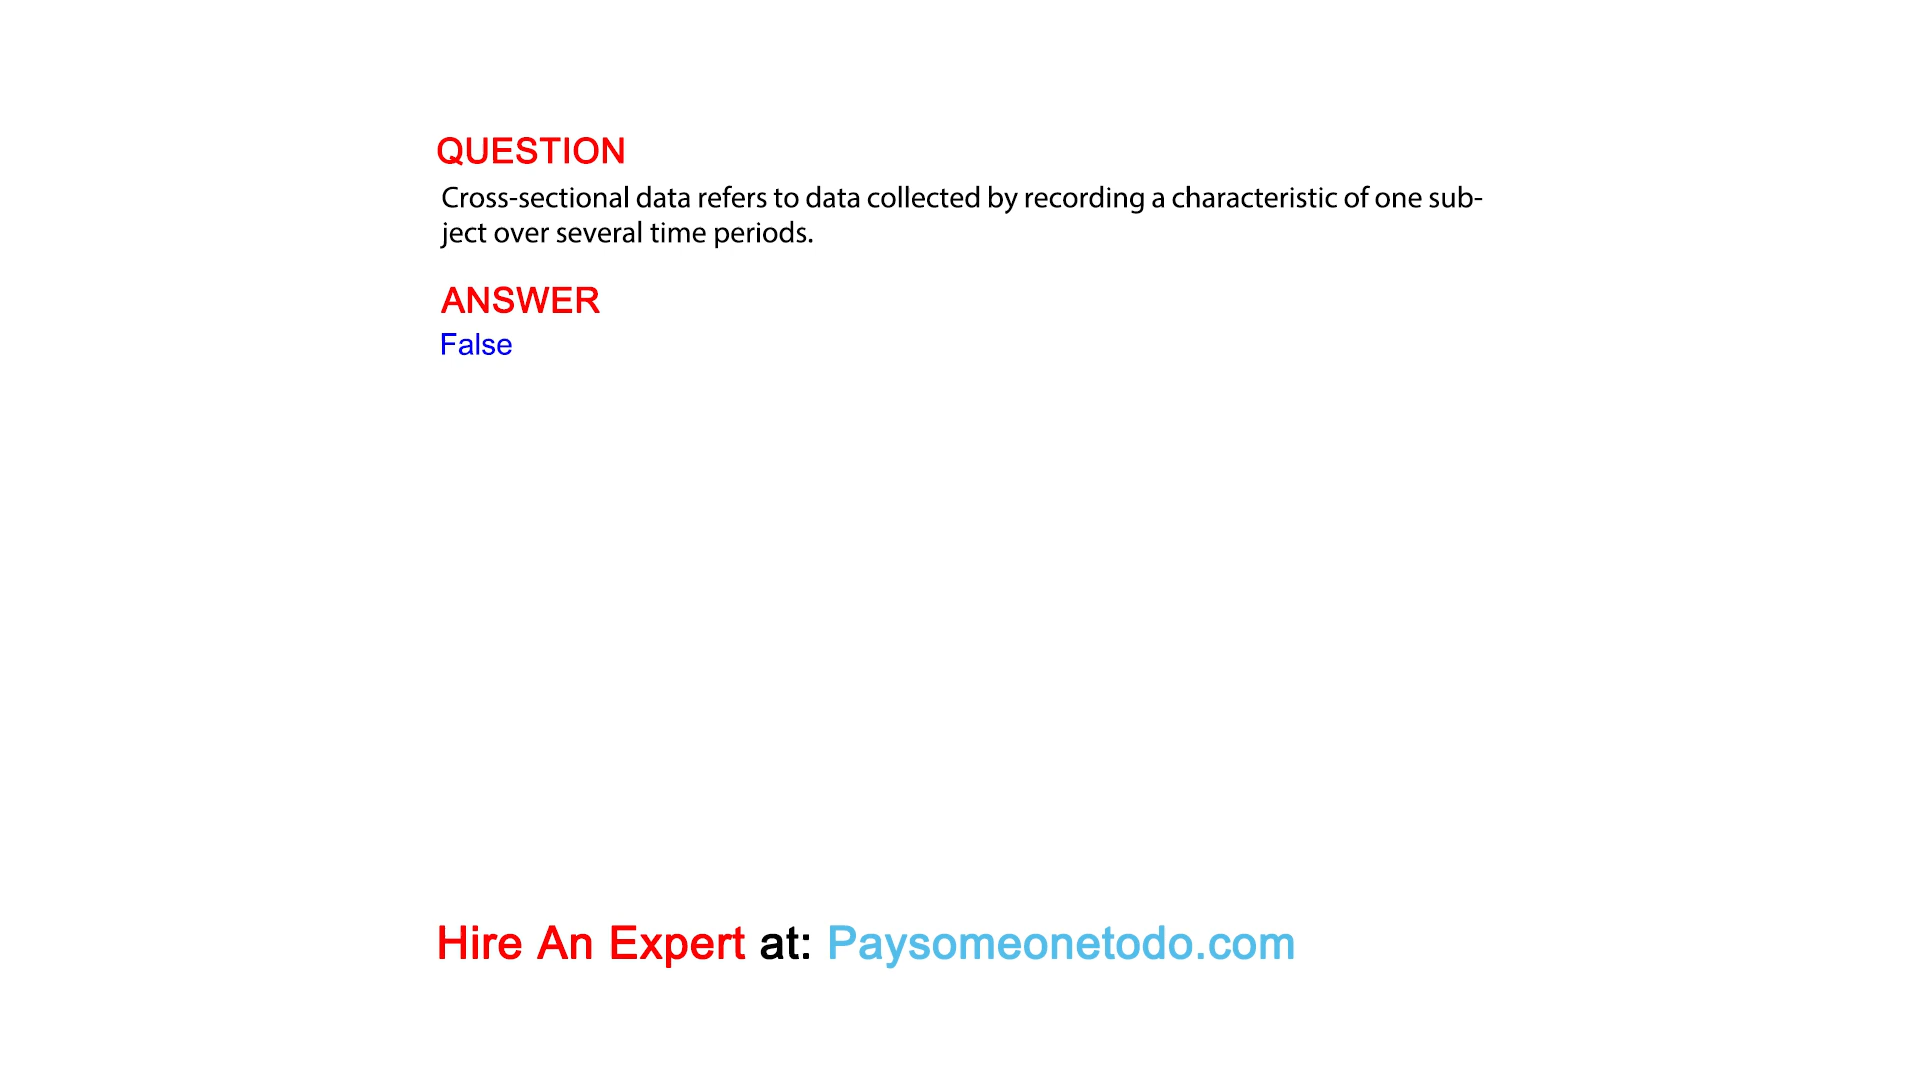 QUESTION
Cross-sectional data refers to data collected by recording a characteristic of one sub-
ject over several time periods.
ANSWER
False
Hire An Expert at: Paysomeonetodo.com